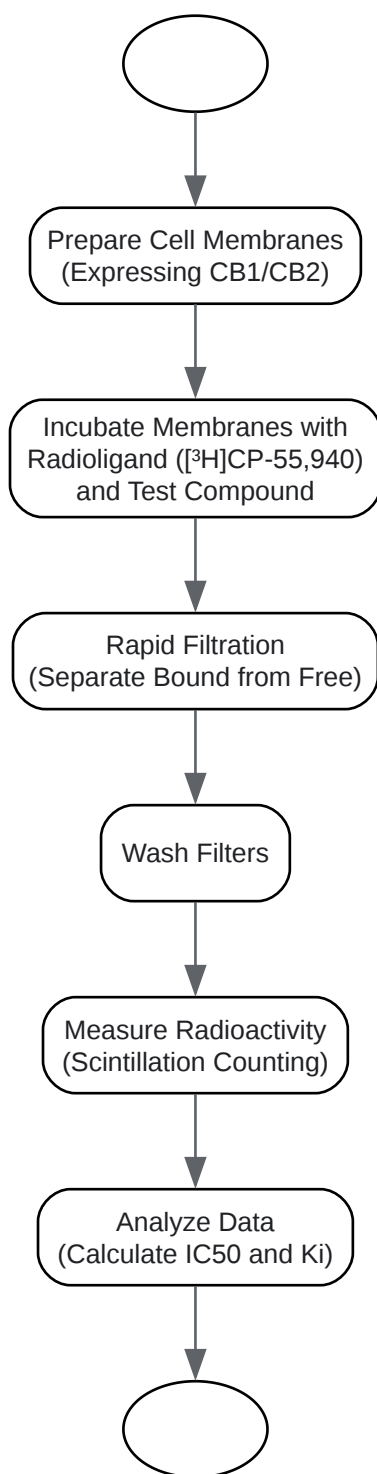 Prepare Cell Membranes
(Expressing CB1/CB2)
Incubate Membranes with
Radioligand ([³H]CP-55,940)
and Test Compound
Rapid Filtration
(Separate Bound from Free)
Wash Filters
Measure Radioactivity
(Scintillation Counting)
Analyze Data
(Calculate IC50 and Ki)